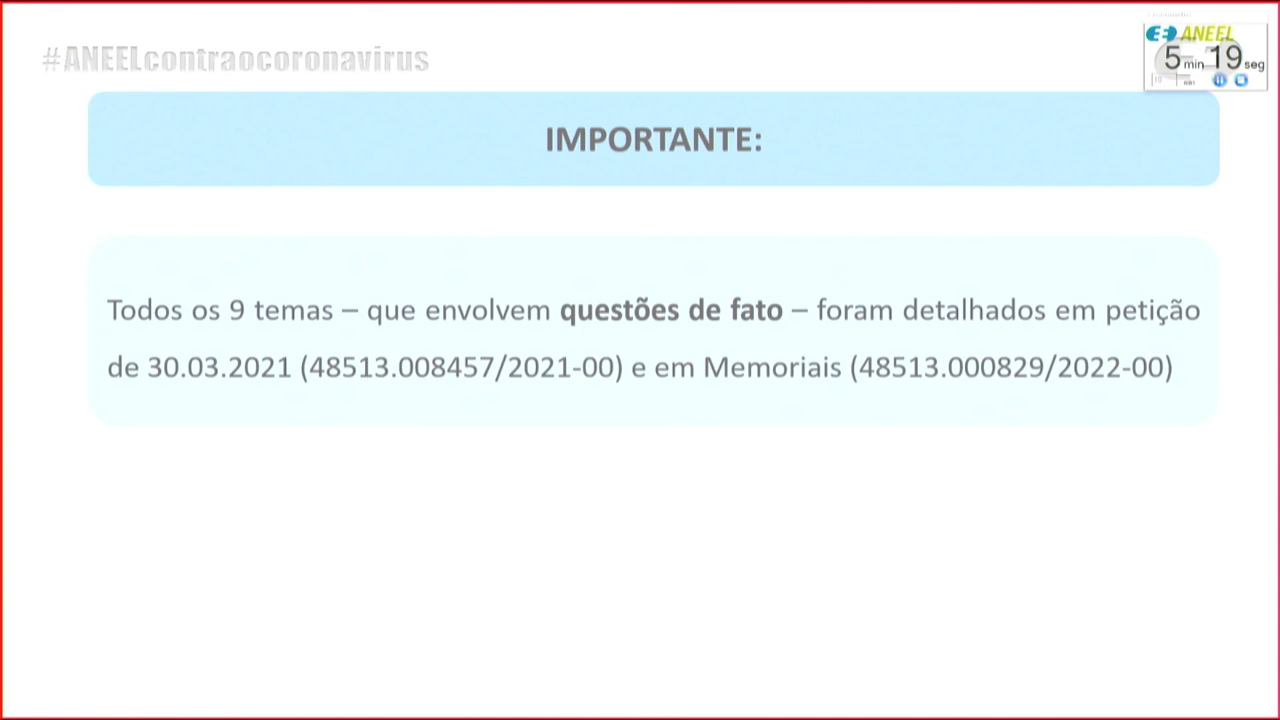 #ANEELcontraocoronavirus
ANEEL
5 min 19 seg
min
IMPORTANTE:
Todos os 9 temas – que envolvem questões de fato – foram detalhados em petição
de 30.03.2021 (48513.008457/2021-00) e em Memoriais (48513.000829/2022-00)